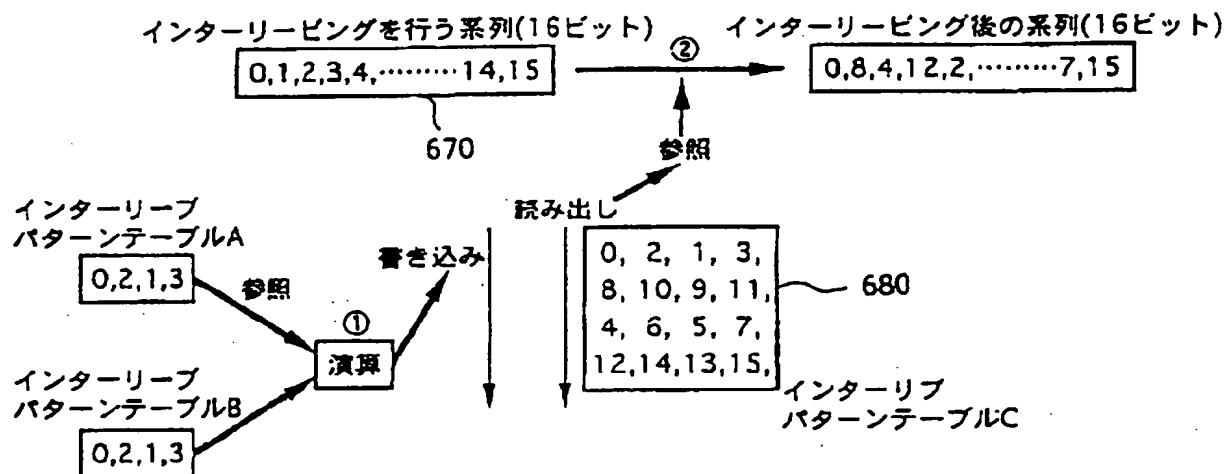 インターリービングを行う系列(16ビット)
インターリービング後の系列(16ビット)
②
0,1,2,3,4,………14,15
0,8,4,12,2,………7,15
670
参照
インターリーブ
パターンテーブルA
読み出し
0,2,1,3
参照
書き込み
0, 2, 1, 3,
8, 10, 9, 11,
4, 6, 5, 7,
12,14,13,15,
680
①
演算
インターリーブ
パターンテーブルB
0,2,1,3
インターリブ
パターンテーブルC